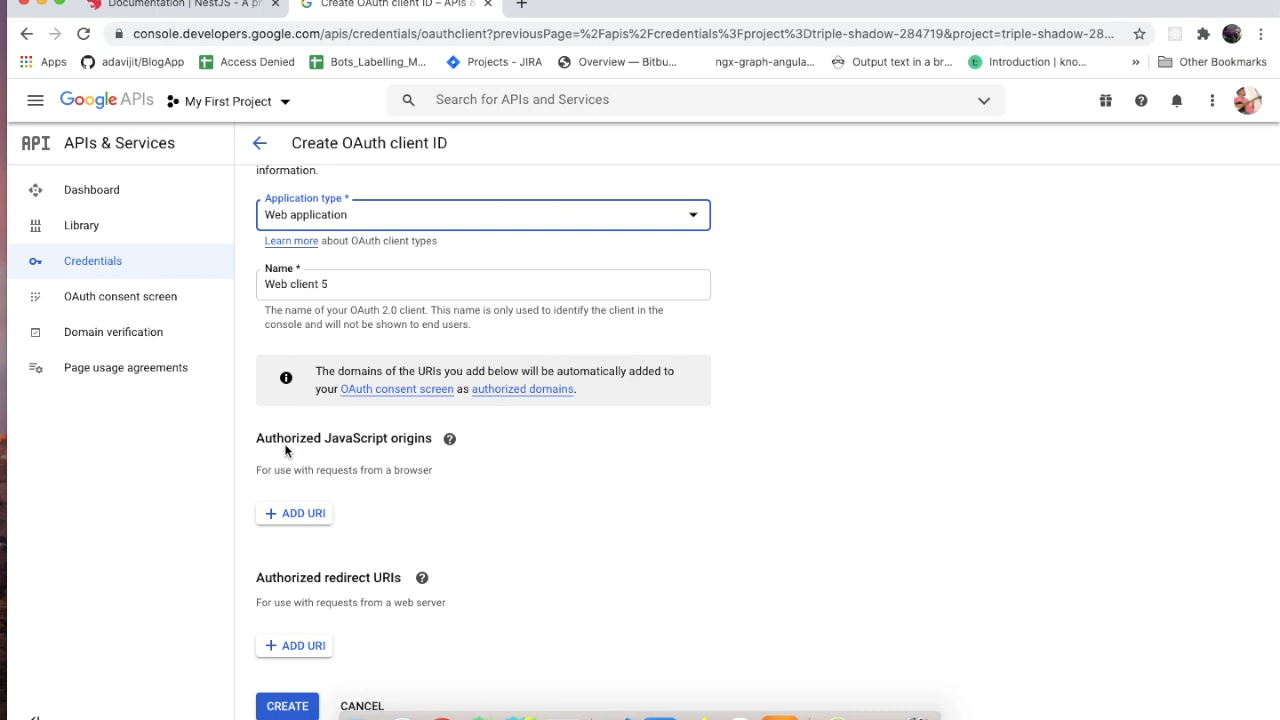 Documentation | NestJS - A pr
Create OAuth client ID – APIs &
console.developers.google.com/apis/credentials/oauthclient?previousPage=%2Fapis%2Fcredentials%3Fproject%3Dtriple-shadow-284719&project=triple-shadow-28...
Apps
adavijit/BlogApp
Access Denied
Bots_Labelling_M...
Projects - JIRA
Overview — Bitbu...
ngx-graph-angula...
Output text in a br...
Introduction | kno...
»
Other Bookmarks
Google APIs
My First Project
Search for APIs and Services
API
APIs & Services
Create OAuth client ID
Dashboard
Library
Credentials
OAuth consent screen
Domain verification
Page usage agreements
information.
Application type *
Web application
Learn more about OAuth client types
Name *
Web client 5
The name of your OAuth 2.0 client. This name is only used to identify the client in the
console and will not be shown to end users.
The domains of the URIs you add below will be automatically added to
your OAuth consent screen as authorized domains.
Authorized JavaScript origins
For use with requests from a browser
+ ADD URI
Authorized redirect URIs
For use with requests from a web server
+ ADD URI
CREATE
CANCEL